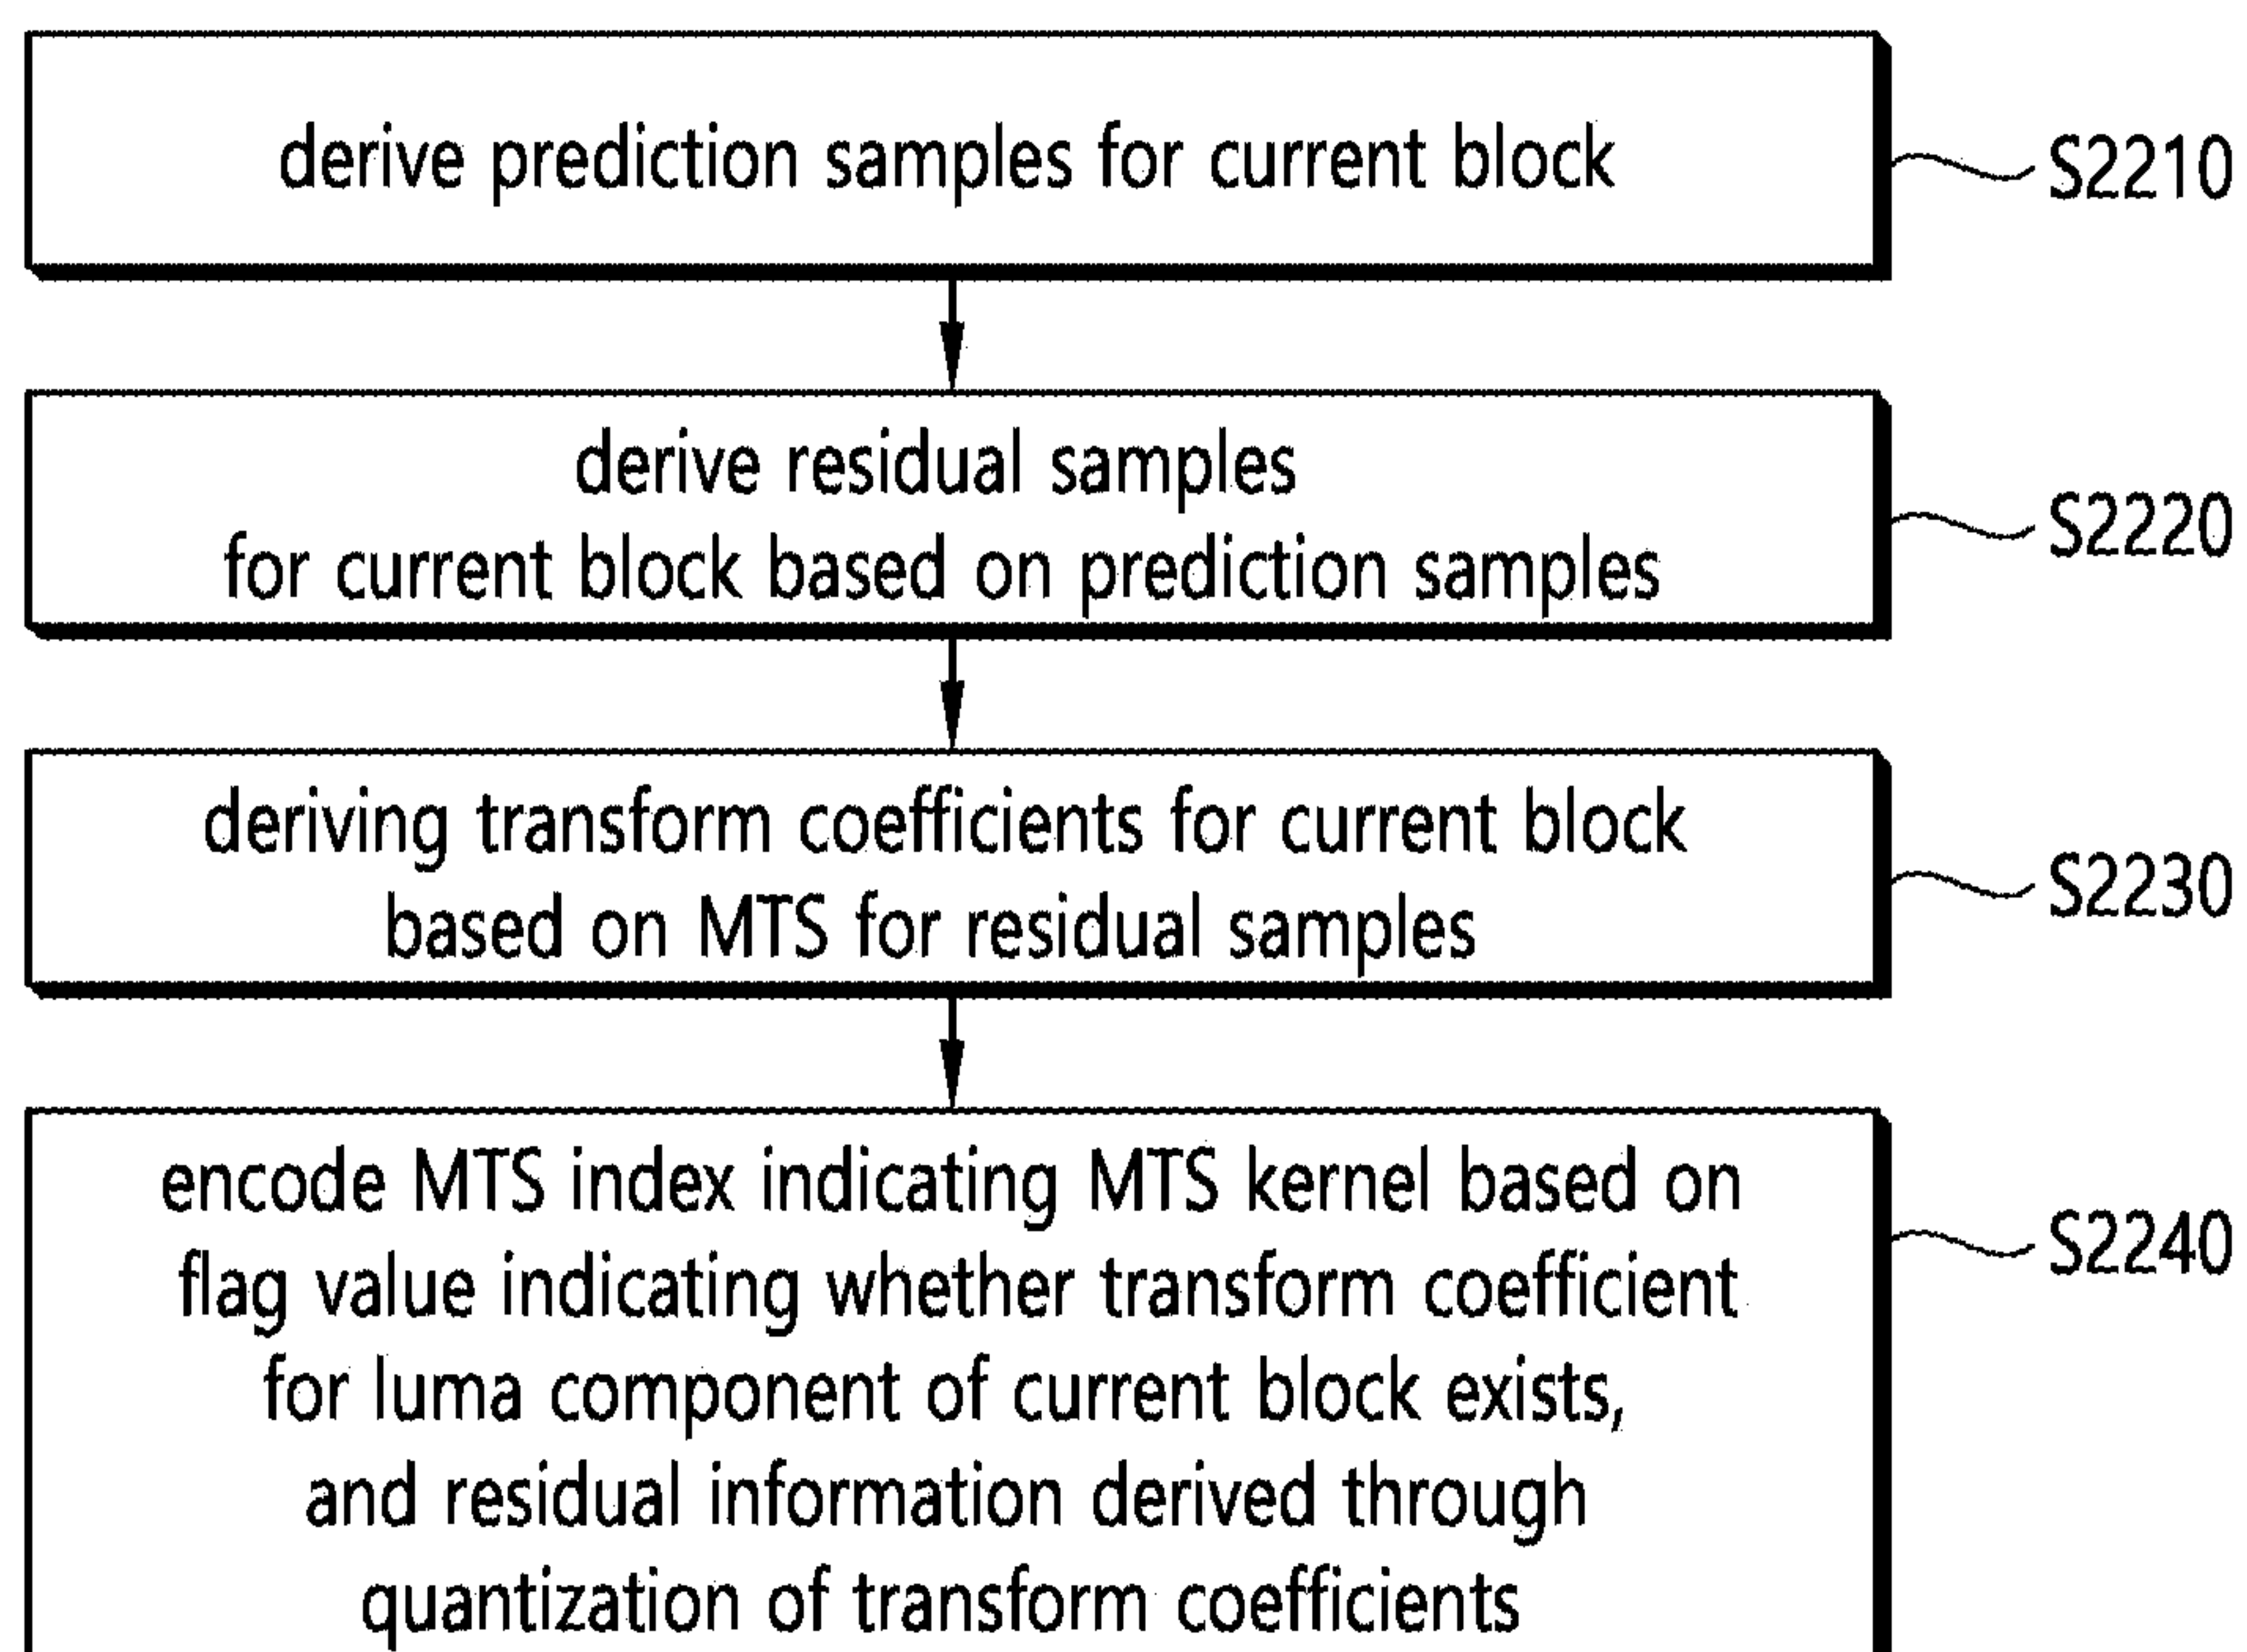 derive prediction samples for current block
S2210
derive residual samples
for current block based on prediction samples
S2220
deriving transform coefficients for current block
based on MTS for residual samples
S2230
encode MTS index indicating MTS kernel based on
flag value indicating whether transform coefficient
for luma component of current block exists,
and residual information derived through
quantization of transform coefficients
S2240